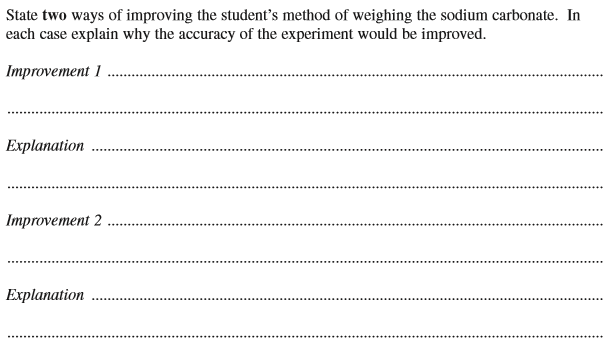 State two ways of improving the student's method of weighing the sodium carbonate. In
each case explain why the accuracy of the experiment would be improved.
Improvement 1 ....................................................................................................
....................................................................................................
Explanation ....................................................................................................
....................................................................................................
Improvement 2 ....................................................................................................
....................................................................................................
Explanation ....................................................................................................
....................................................................................................